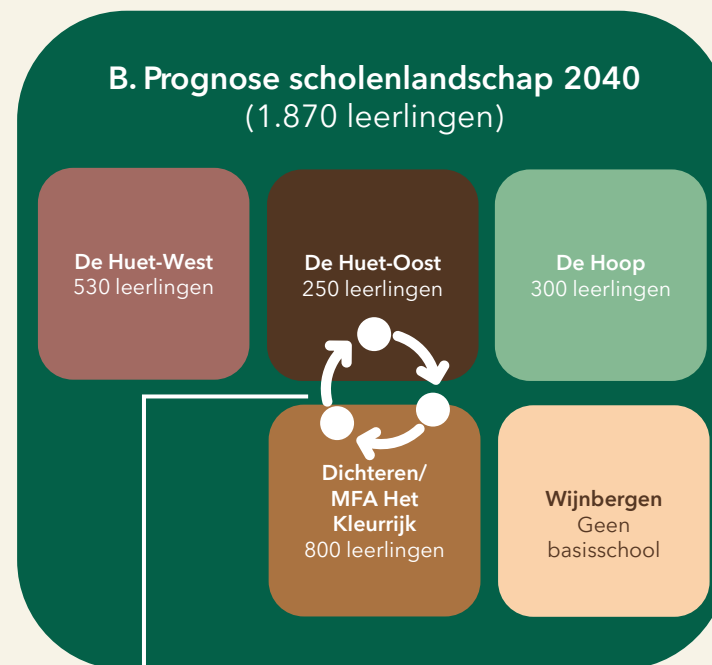 B. Prognose scholenlandschap 2040
(1.870 leerlingen)
De Huet-West
530 leerlingen
De Huet-Oost
250 leerlingen
De Hoop
300 leerlingen
Dichteren/
MFA Het
Kleurrijk
800 leerlingen
Wijnbergen
Geen
basisschool